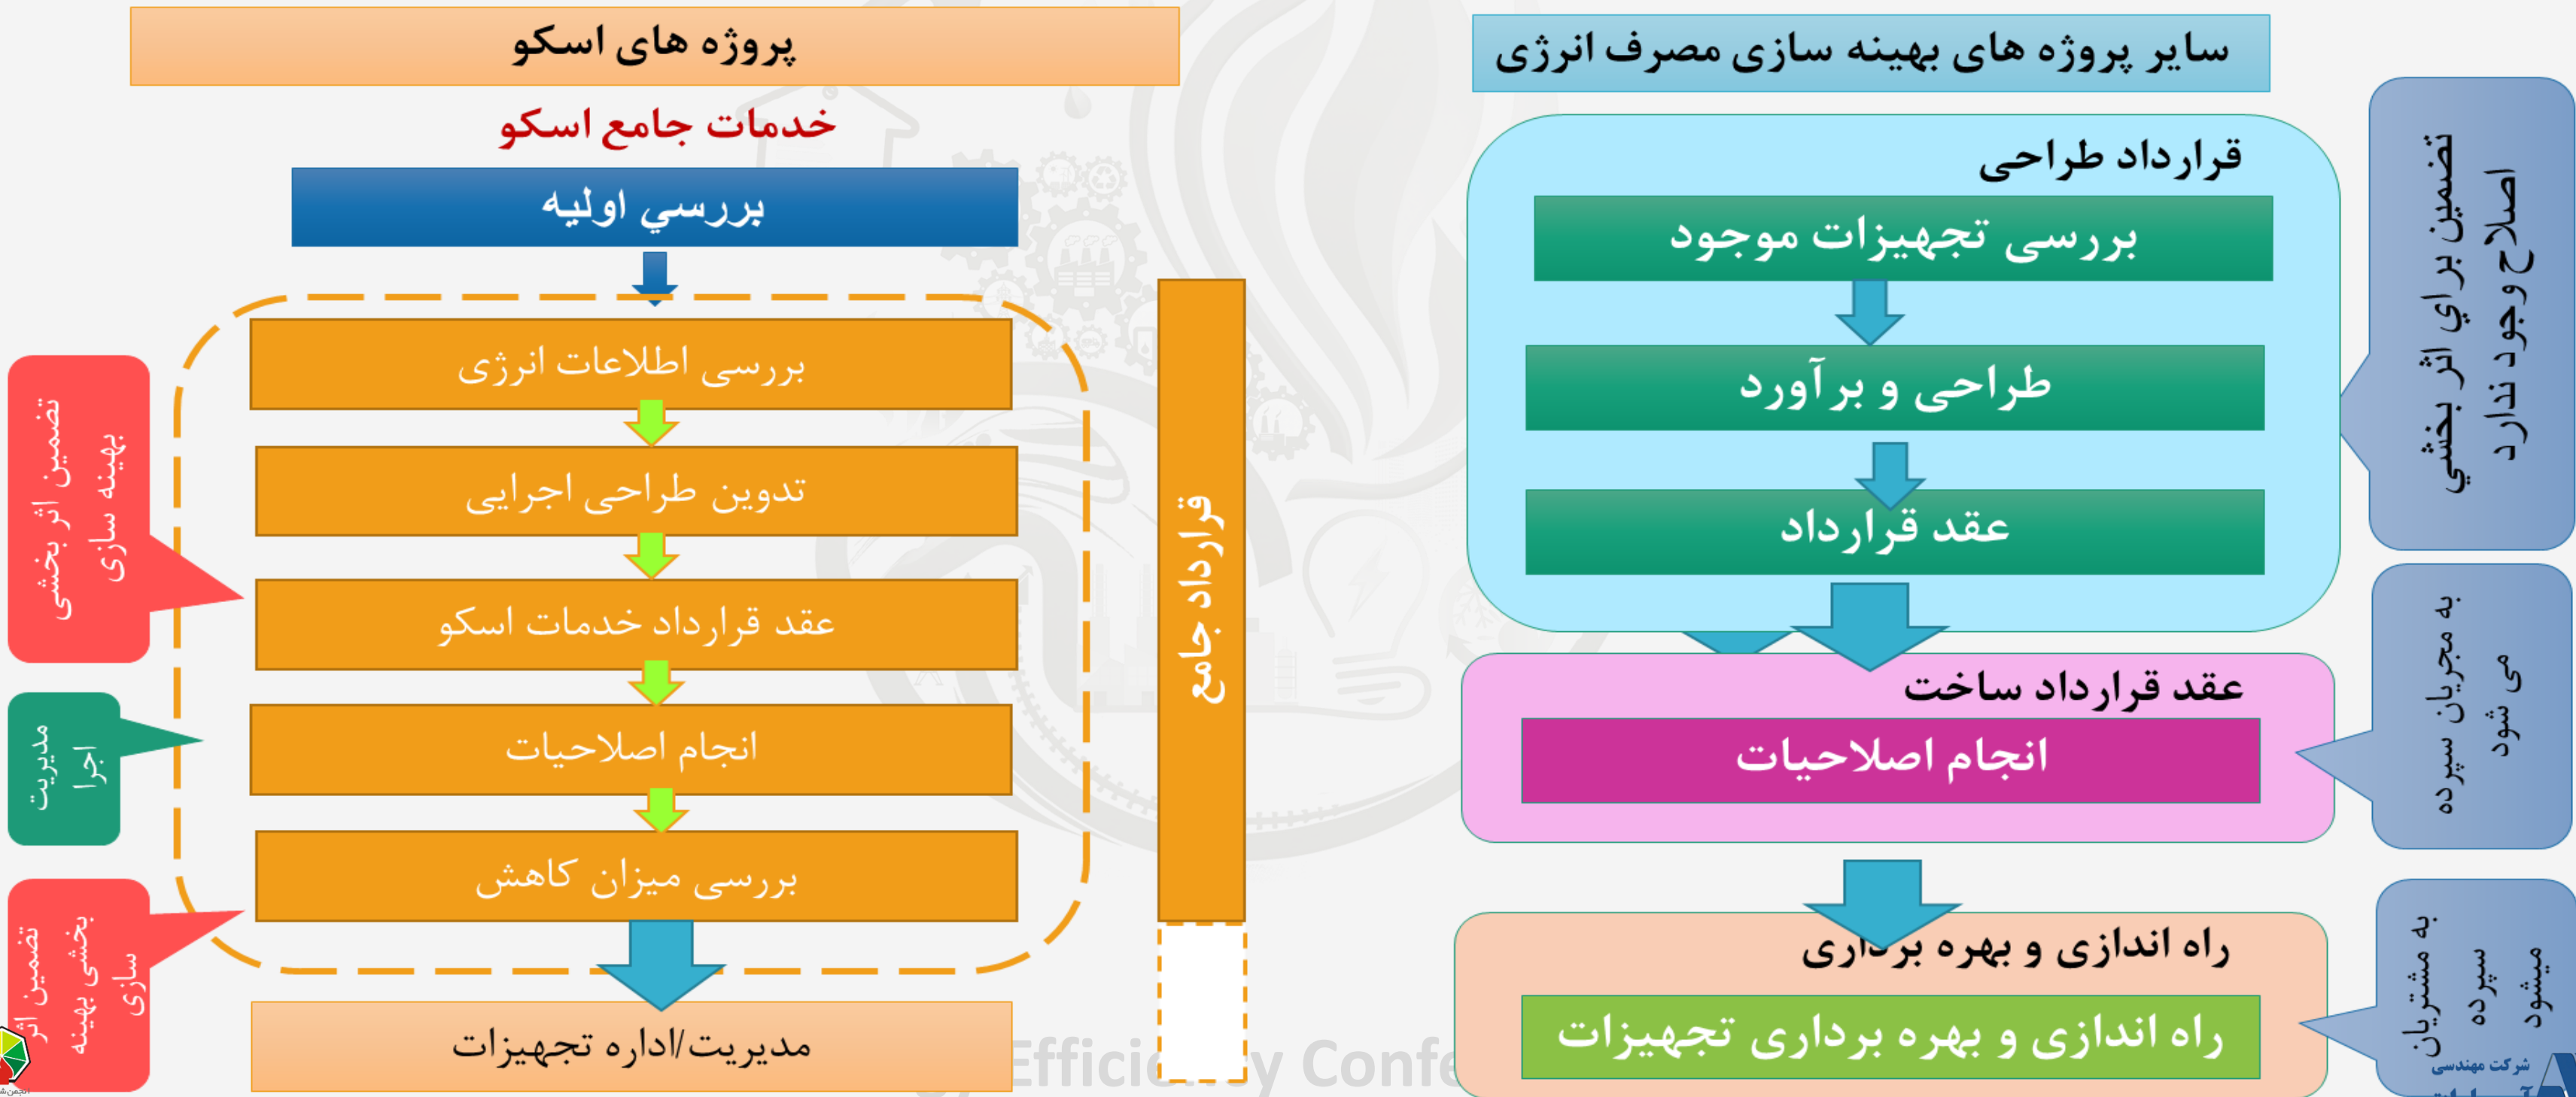 سایر پروژه های بهینه سازی مصرف انرژی
قرارداد طراحی
بررسی تجهیزات موجود
طراحی و برآورد
عقد قرارداد
تضمین براي اثر بخشي
اصلاح وجود ندارد
عقد قرارداد ساخت
انجام اصلاحیات
به مجریان سپرده
می شود
راه اندازی و بهره برداری
راه اندازی و بهره برداری تجهیزات
به مشتریان
سپرده
میشود
پروژه های اسکو
خدمات جامع اسکو
بررسي اولیه
بررسی اطلاعات انرژی
تدوین طراحی اجرایی
عقد قرارداد خدمات اسکو
انجام اصلاحیات
بررسی میزان کاهش
مدیریت/اداره تجهیزات
قرارداد جامع
تضمین اثر بخشی
بهینه سازی
مدیریت
اجرا
تضمین اثر
بخشی بهینه
سازی
Efficiency Confe
شرکت مهندسی